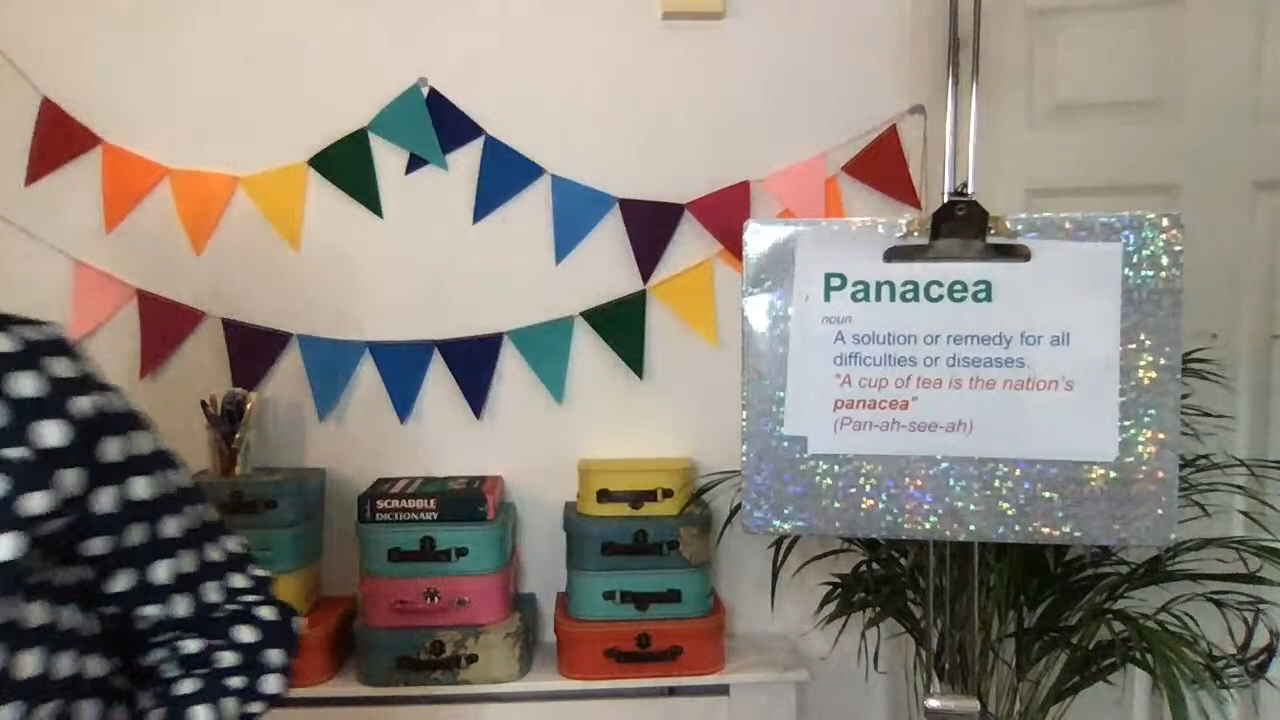 Panacea
noun
A solution or remedy for all
difficulties or diseases.
"A cup of tea is the nation's
panacea"
(Pan-ah-see-ah)
SCRABBLE
DICTIONARY